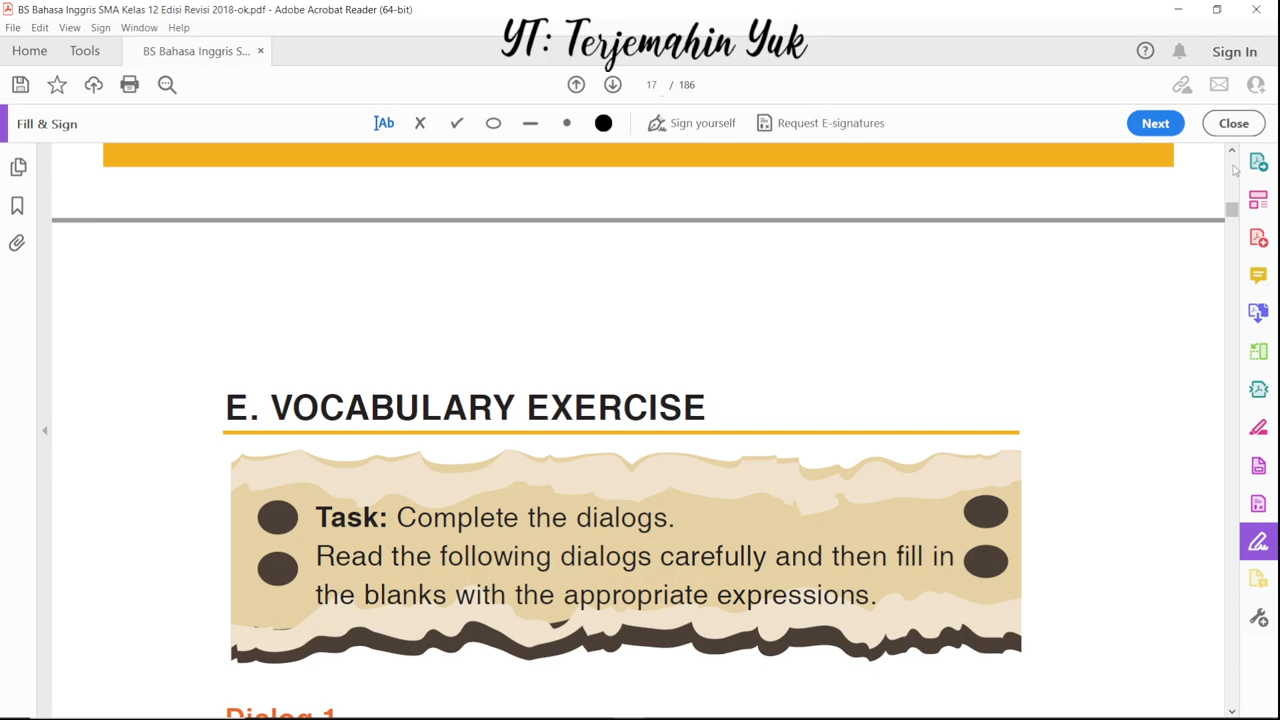 BS Bahasa Inggris SMA Kelas 12 Edisi Revisi 2018-ok.pdf - Adobe Acrobat Reader (64-bit)
YT: Terjemahin Yuk
File Edit View Sign Window Help
Home Tools BS Bahasa Inggris S... × Sign In
17 / 186
Fill & Sign Ab Sign yourself Request E-signatures Next Close
E. VOCABULARY EXERCISE
Task: Complete the dialogs.
Read the following dialogs carefully and then fill in
the blanks with the appropriate expressions.
Dialog 1